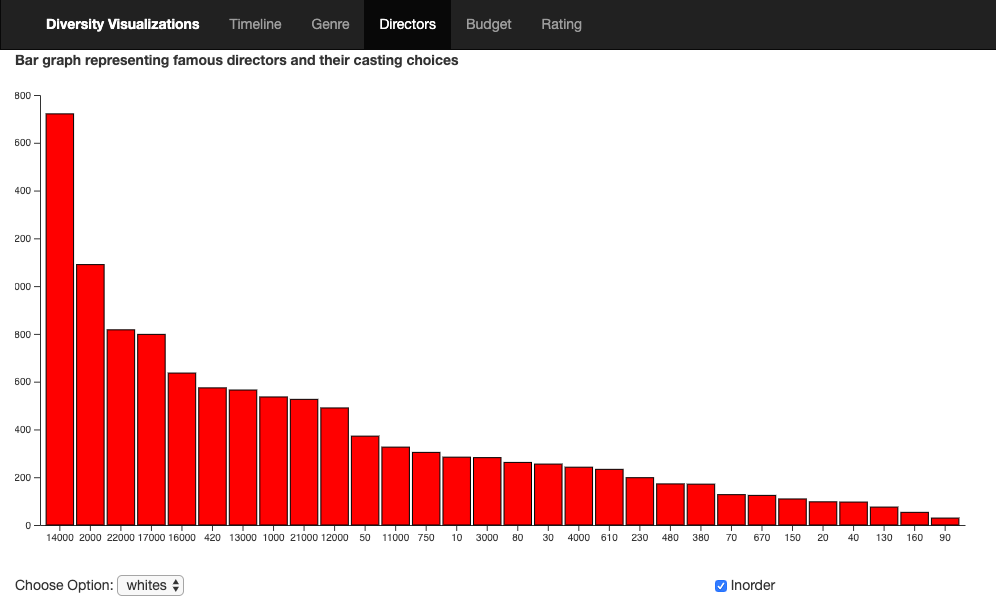 Diversity Visualizations Timeline Genre Directors Budget Rating
Bar graph representing famous directors and their casting choices
800
600
400
200
000
800
600
400
200
0
14000 2000 22000 17000 16000 420 13000 1000 21000 12000 50 11000 750 10 3000 80 30 4000 610 230 480 380 70 670 150 20 40 130 160 90
Choose Option: whites Inorder